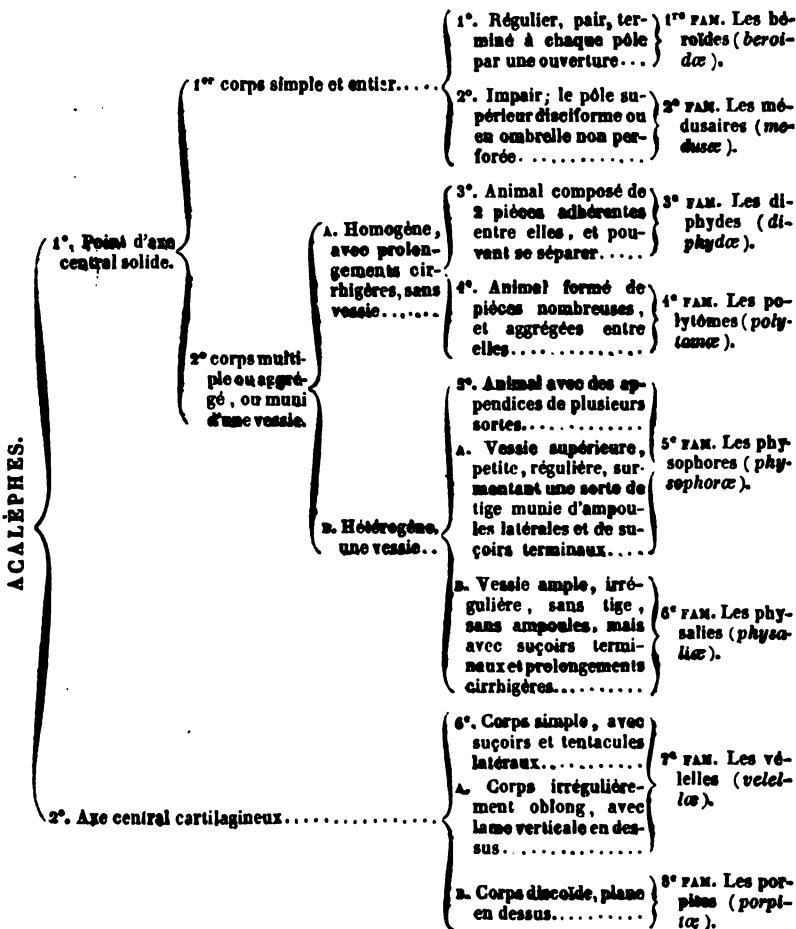 ACALÈPHES.
1°. Point d'axe
central solide.
1er corps simple et entier.....
1°. Régulier, pair, ter-
miné à chaque pôle
par une ouverture...
1re FAM. Les bé-
roïdes (beroi-
dæ).
2°. Impair; le pôle su-
périeur disciforme ou
en ombrelle non per-
forée.............
2e FAM. Les mé-
dusaires (me-
dusæ).
2e corps multi-
ple ou aggré-
gé, ou muni
d'une vessie.
A. Homogène,
avec prolon-
gements cir-
rhigères, sans
vessie.......
3°. Animal composé de
2 pièces adhérentes
entre elles, et pou-
vant se séparer.....
3e FAM. Les di-
phydes (di-
phydæ).
4°. Animal formé de
pièces nombreuses,
et aggrégées entre
elles.............
4e FAM. Les po-
lytômes (poly-
tomæ).
B. Hétérogène,
une vessie..
5°. Animal avec des ap-
pendices de plusieurs
sortes............
A. Vessie supérieure,
petite, régulière, sur-
montant une sorte de
tige munie d'ampou-
les latérales et de su-
çoirs terminaux....
5e FAM. Les phy-
sophores (phy-
sophoræ).
B. Vessie ample, irré-
gulière, sans tige,
sans ampoules, mais
avec suçoirs termi-
naux et prolongements
cirrhigères..........
6e FAM. Les phy-
salies (physa-
liæ).
2°. Axe central cartilagineux..............
6e. Corps simple, avec
suçoirs et tentacules
latéraux...........
A. Corps irrégulière-
ment oblong, avec
lame verticale en des-
sus..............
7e FAM. Les vé-
lelles (velel-
læ).
B. Corps discoïde, plane
en dessus..........
8e FAM. Les por-
pites (porpi-
tæ).